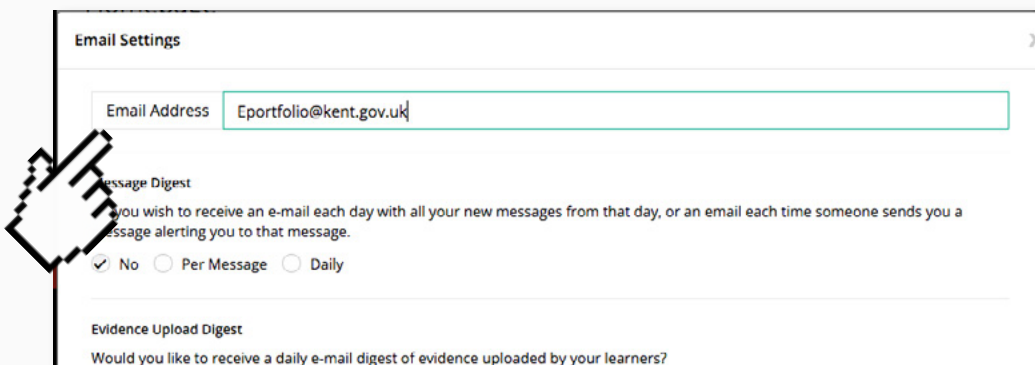 Email Settings
Email Address Eportfolio@kent.gov.uk
essage Digest
you wish to receive an e-mail each day with all your new messages from that day, or an email each time someone sends you a
essage alerting you to that message.
No Per Message Daily
Evidence Upload Digest
Would you like to receive a daily e-mail digest of evidence uploaded by your learners?